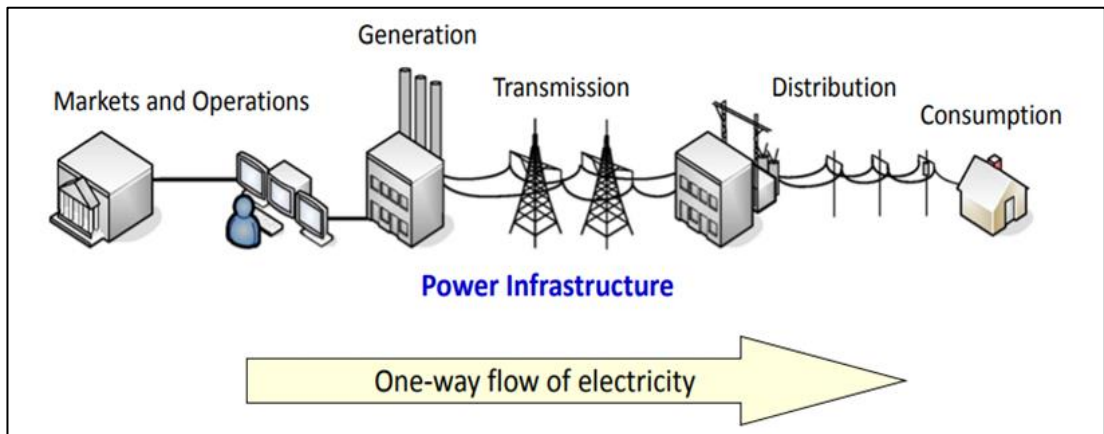 Generation
Markets and Operations
Transmission
Distribution
Consumption
Power Infrastructure
One-way flow of electricity